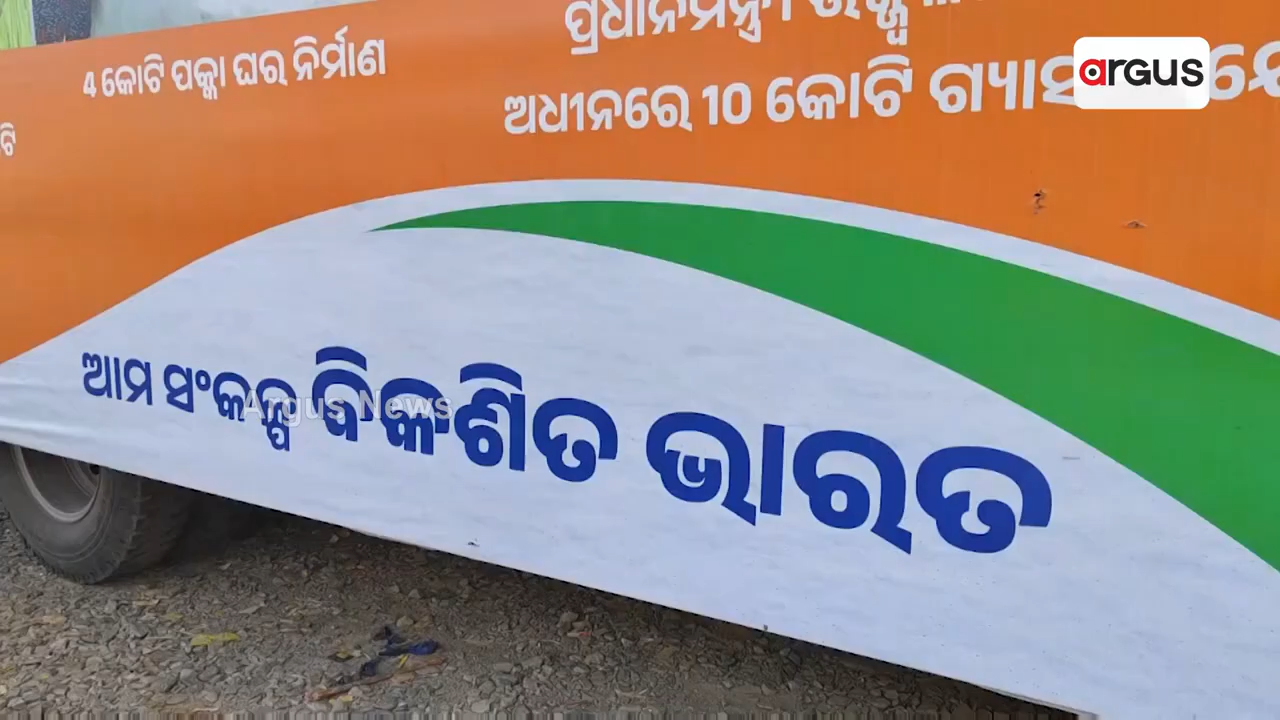 4 କୋଟି ପକ୍କା ଘର ନିର୍ମାଣ
ପ୍ରଧାନମନ୍ତ୍ରୀ
ଅଧୀନରେ 10 କୋଟି ଗ୍ୟାସ
argus
ଆମ ସଂକଳ୍ପ ବିକଶିତ ଭାରତ
Argus News